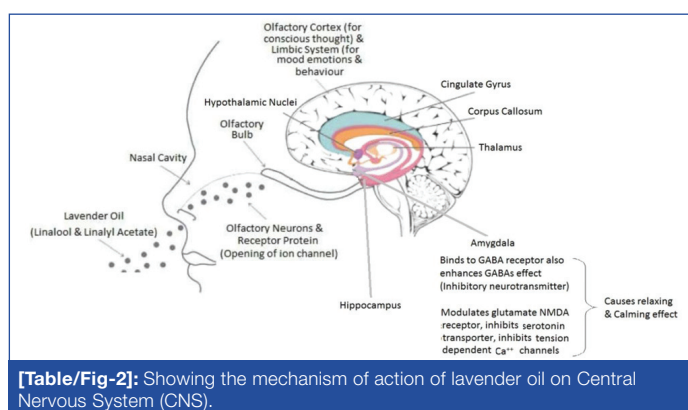 Olfactory Cortex (for
conscious thought) &
Limbic System (for
mood emotions &
behaviour
Cingulate Gyrus
Hypothalamic Nuclei
Corpus Callosum
Olfactory
Bulb
Thalamus
Nasal Cavity
Lavender Oil
(Linalool & Linalyl Acetate)
Olfactory Neurons &
Receptor Protein
(Opening of ion channel)
Amygdala
Hippocampus
Binds to GABA receptor also
enhances GABAs effect
(Inhibitory neurotransmitter)
Modulates glutamate NMDA
receptor, inhibits serotonin
transporter, inhibits tension
dependent Ca⁺⁺ channels
Causes relaxing
& Calming effect
[Table/Fig-2]: Showing the mechanism of action of lavender oil on Central
Nervous System (CNS).